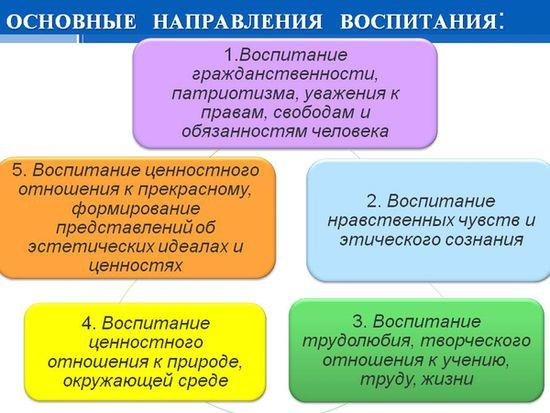 ОСНОВНЫЕ НАПРАВЛЕНИЯ ВОСПИТАНИЯ:
1.Воспитание
гражданственности,
патриотизма, уважения к
правам, свободам и
обязанностям человека
2. Воспитание
нравственных чувств и
этического сознания
3. Воспитание
трудолюбия, творческого
отношения к учению,
труду, жизни
4. Воспитание
ценностного
отношения к природе,
окружающей среде
5. Воспитание ценностного
отношения к прекрасному,
формирование
представлений об
эстетических идеалах и
ценностях